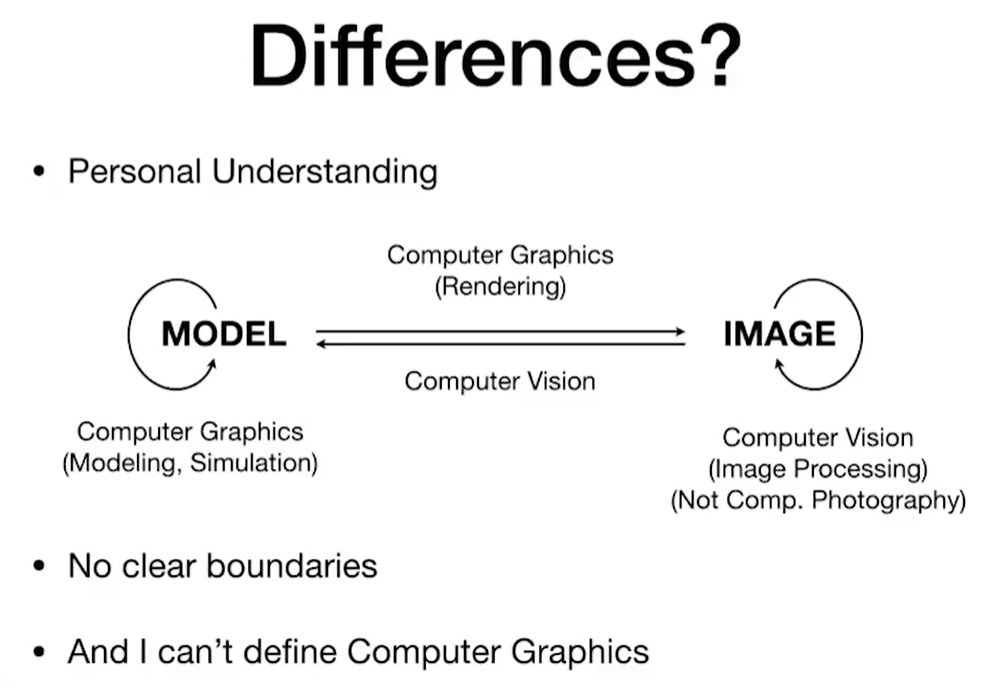 Differences?
• Personal Understanding
Computer Graphics
(Rendering)
MODEL
IMAGE
Computer Vision
Computer Graphics
(Modeling, Simulation)
Computer Vision
(Image Processing)
(Not Comp. Photography)
• No clear boundaries
• And I can’t define Computer Graphics